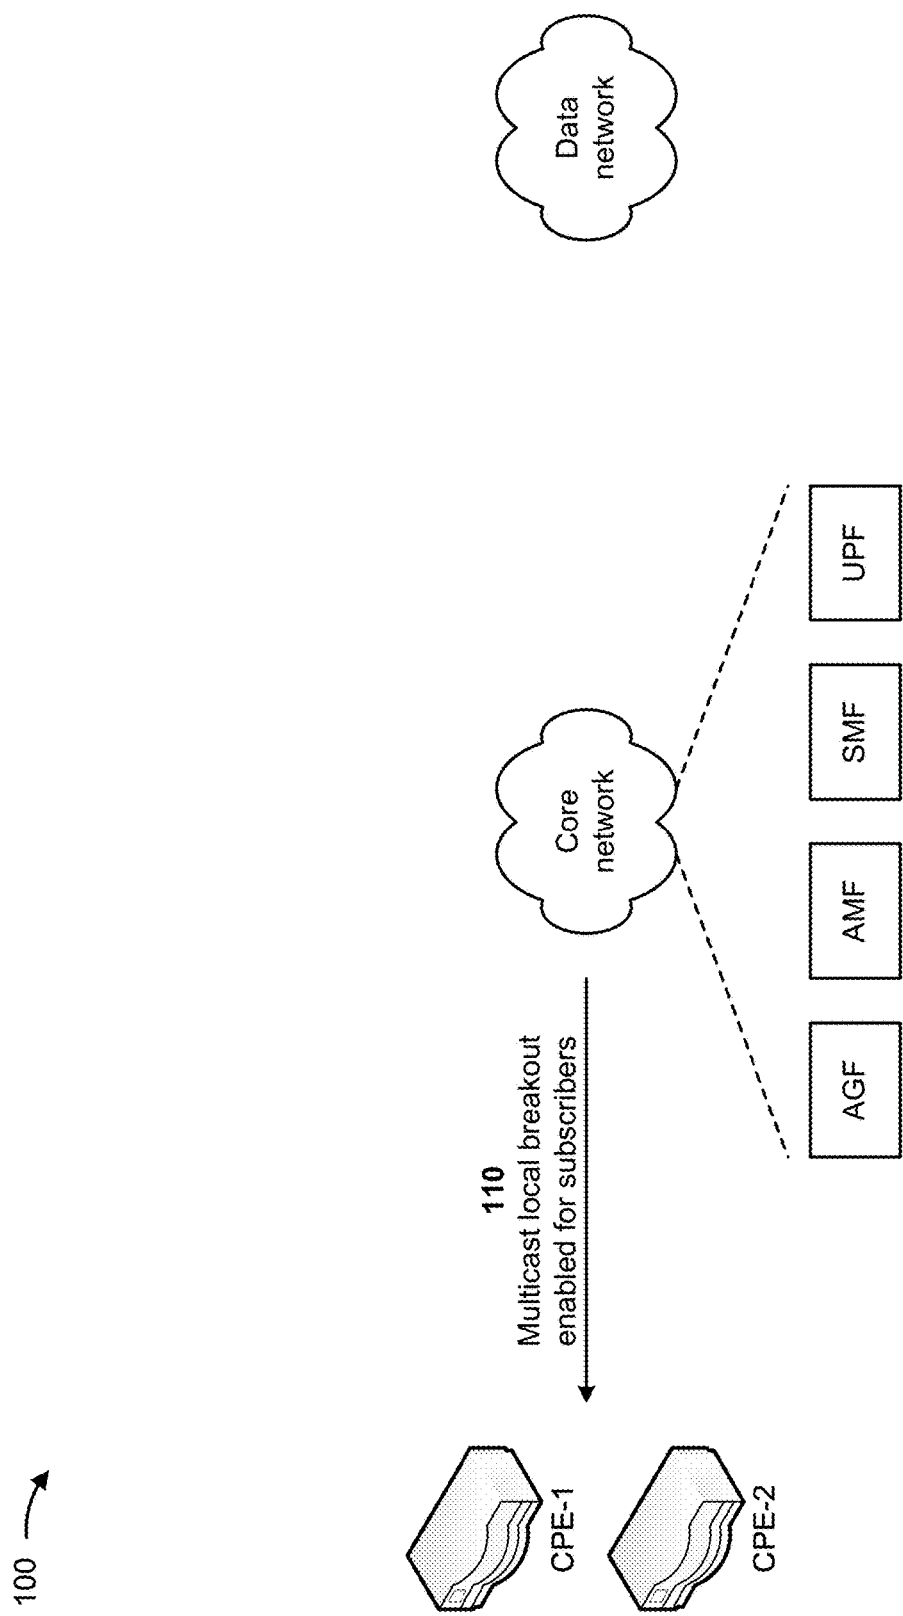 100
110
Multicast local breakout
enabled for subscribers
CPE-1
CPE-2
Core
network
Data
network
AGF
AMF
SMF
UPF